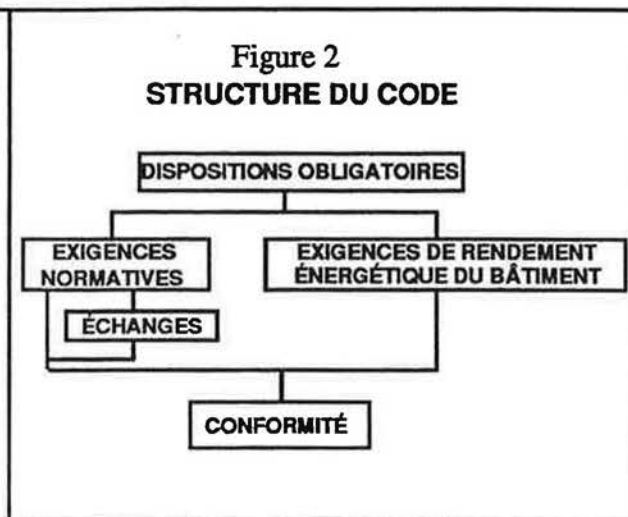 Figure 2
STRUCTURE DU CODE
DISPOSITIONS OBLIGATOIRES
EXIGENCES
NORMATIVES
EXIGENCES DE RENDEMENT
ÉNERGÉTIQUE DU BÂTIMENT
ÉCHANGES
CONFORMITÉ